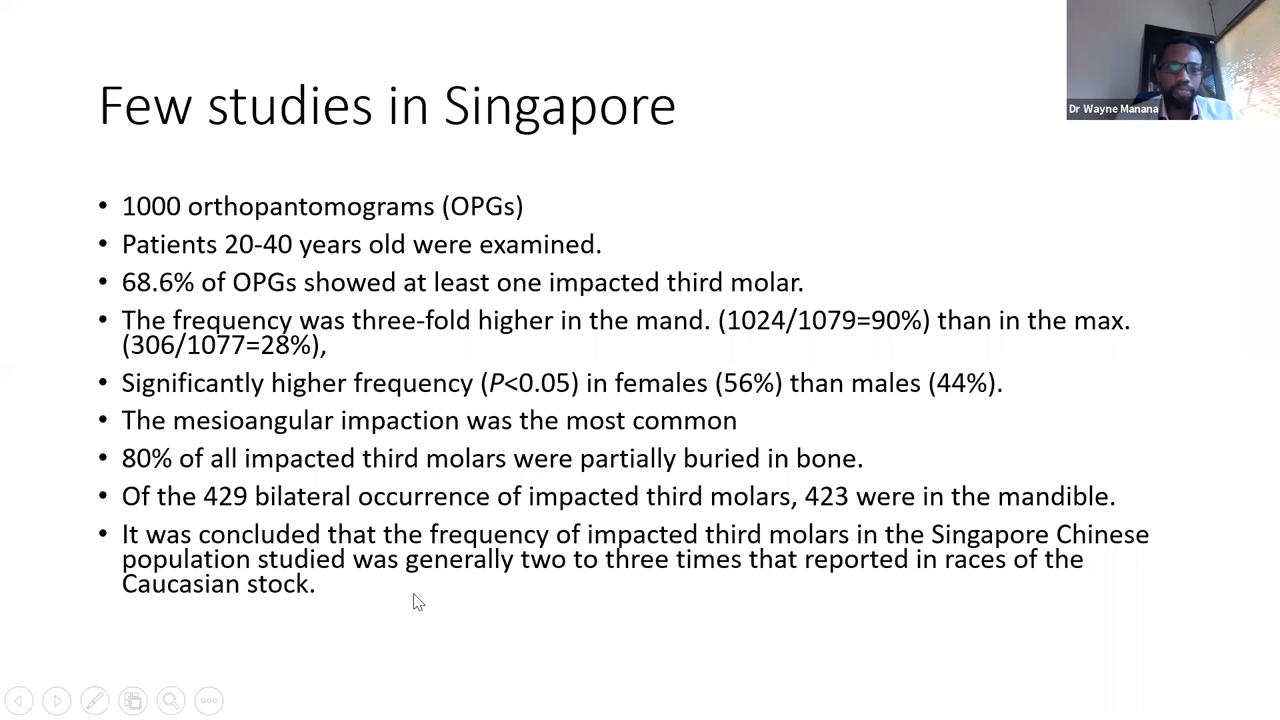 Few studies in Singapore
Dr Wayne Manana
• 1000 orthopantomograms (OPGs)
• Patients 20-40 years old were examined.
• 68.6% of OPGs showed at least one impacted third molar.
• The frequency was three-fold higher in the mand. (1024/1079=90%) than in the max.
(306/1077=28%),
• Significantly higher frequency (P<0.05) in females (56%) than males (44%).
• The mesioangular impaction was the most common
• 80% of all impacted third molars were partially buried in bone.
• Of the 429 bilateral occurrence of impacted third molars, 423 were in the mandible.
• It was concluded that the frequency of impacted third molars in the Singapore Chinese
population studied was generally two to three times that reported in races of the
Caucasian stock.